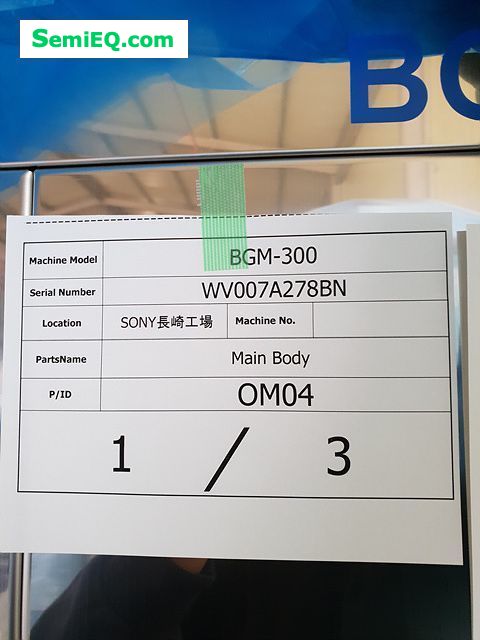 SemiEQ.com
BG
Machine Model BGM-300
Serial Number WV007A278BN
Location SONY長崎工場 Machine No.
PartsName Main Body
P/ID OM04
1 / 3